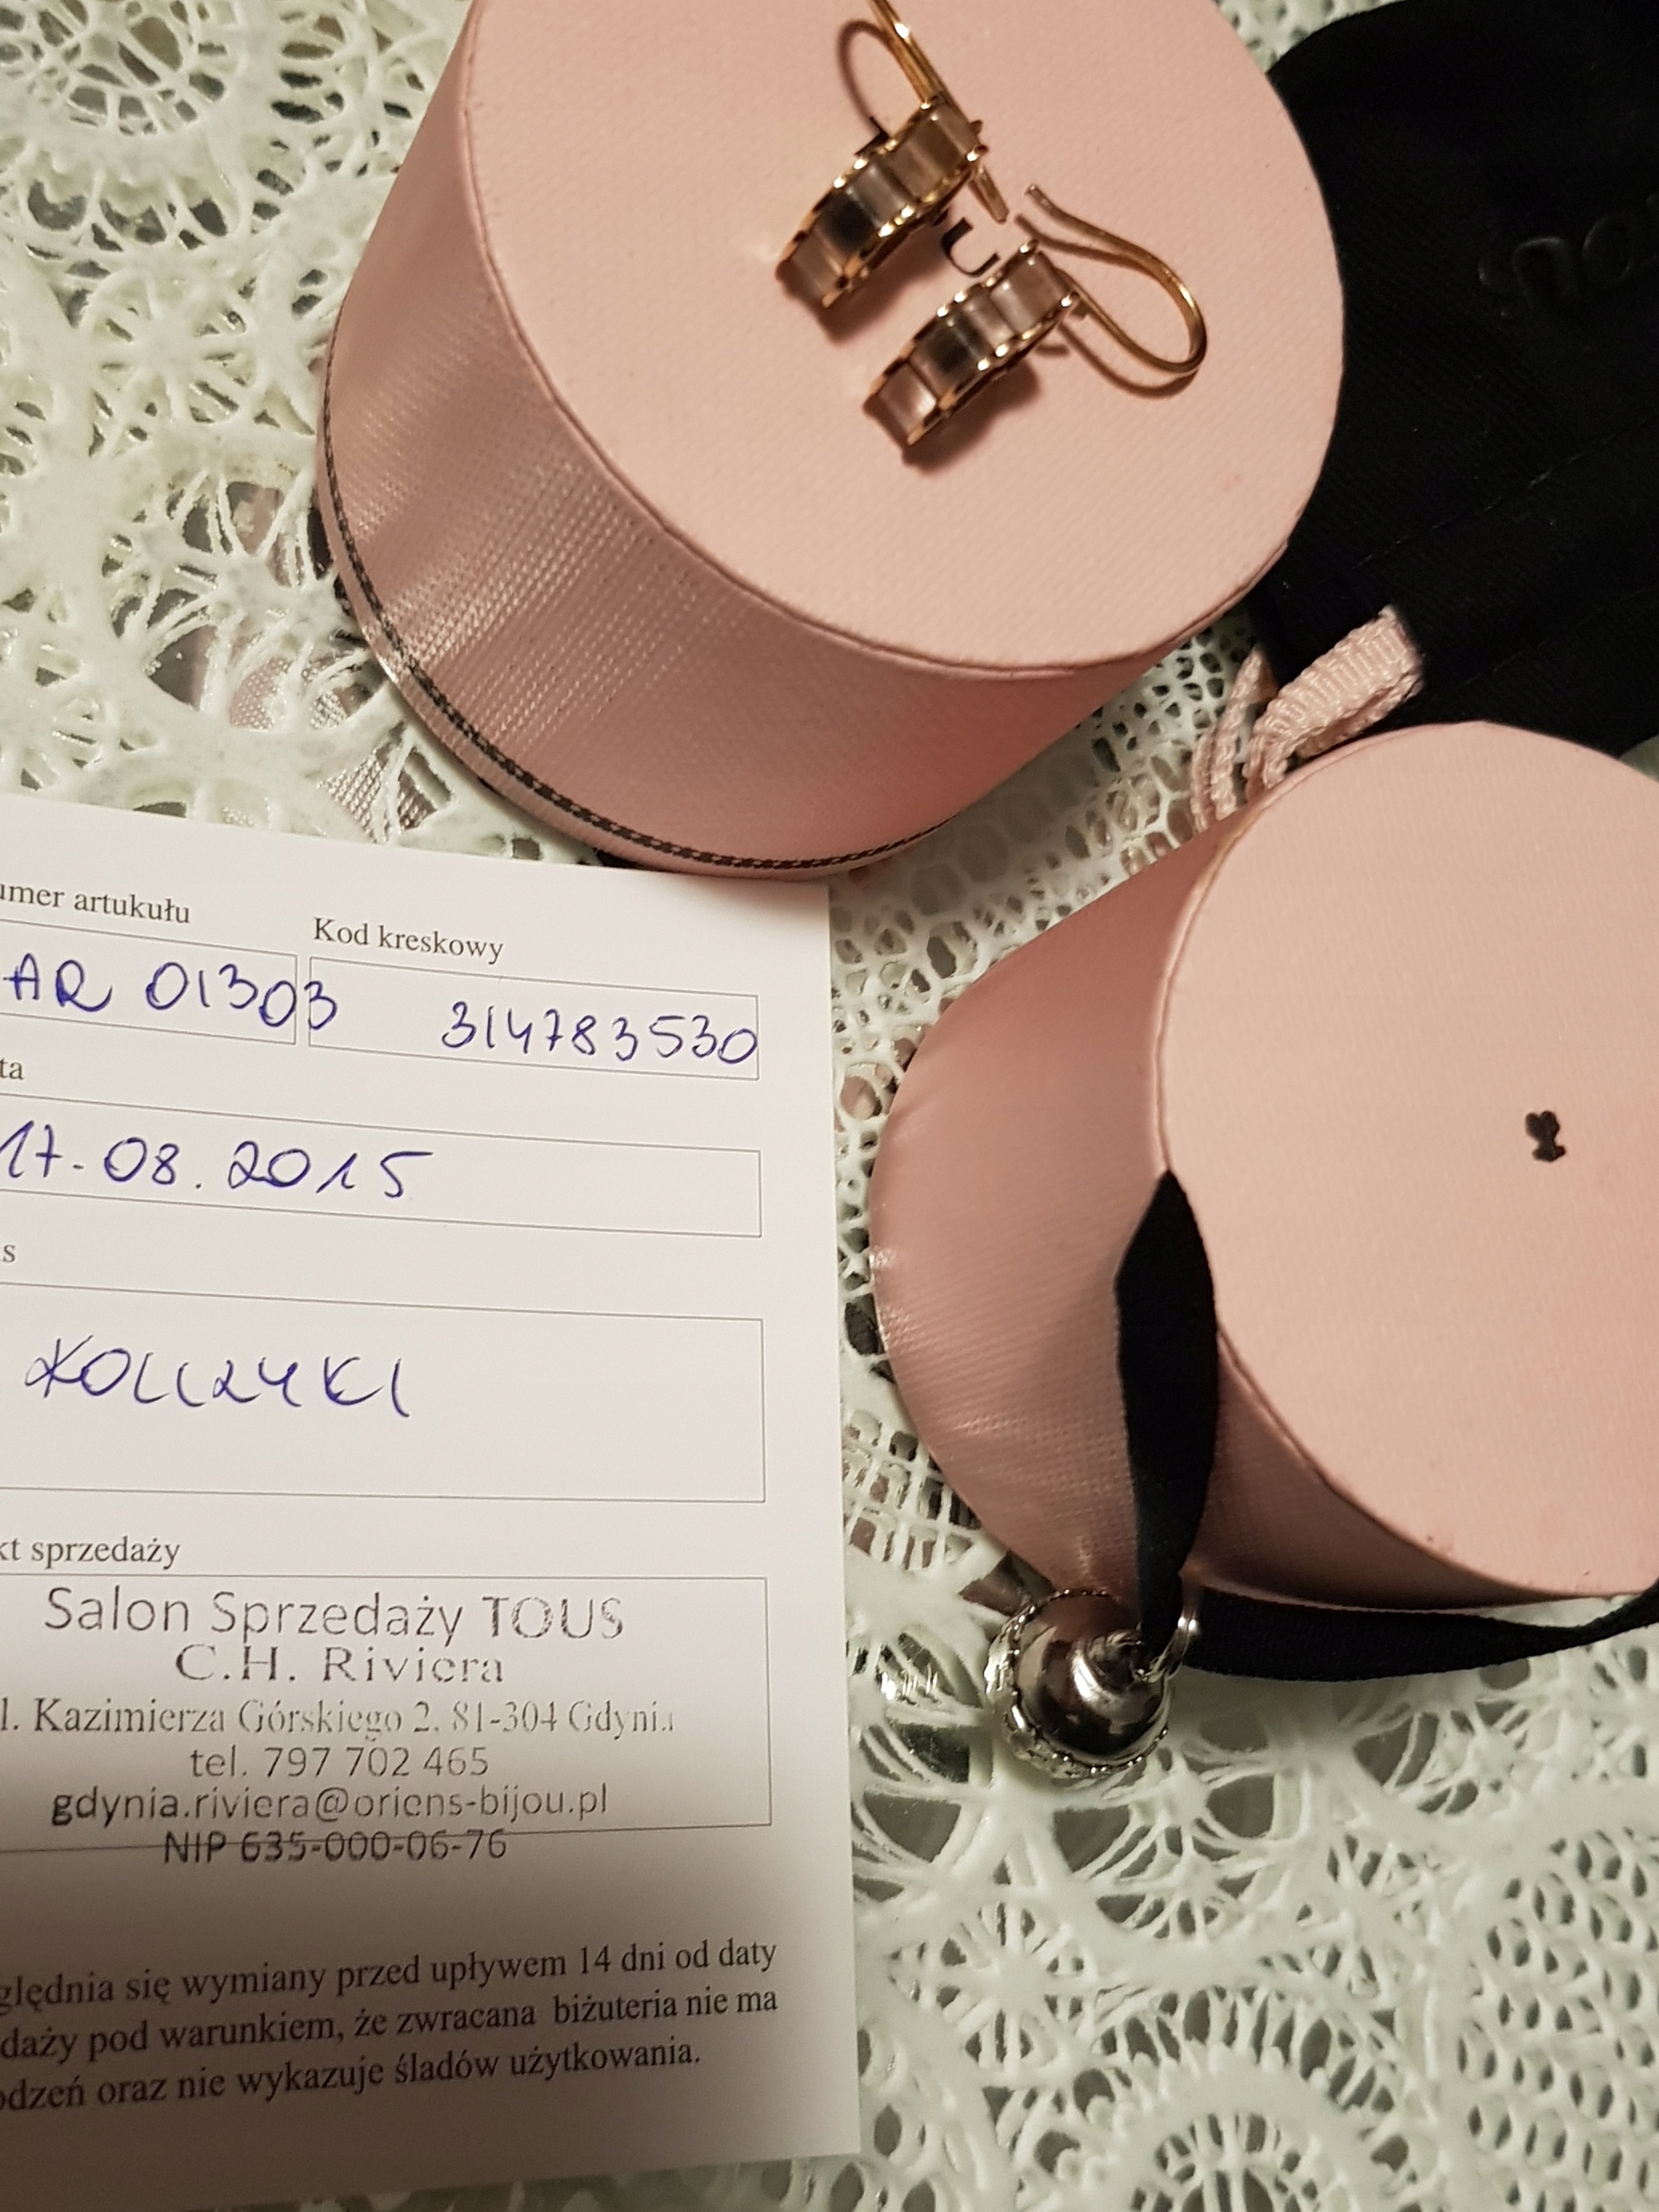 umer artukułu
Kod kreskowy
AR 01303
314783530
ta
17-08.2015
s
KOLCZYKI
kt sprzedaży
Salon Sprzedaży TOUS
C.H. Riviera
l. Kazimierza Górskiego 2, 81-304 Gdynia
tel. 797 702 465
gdynia.riviera@oriens-bijou.pl
NIP 635-000-06-76
ględnia się wymiany przed upływem 14 dni od daty
daży pod warunkiem, że zwracana biżuteria nie ma
odzeń oraz nie wykazuje śladów użytkowania.